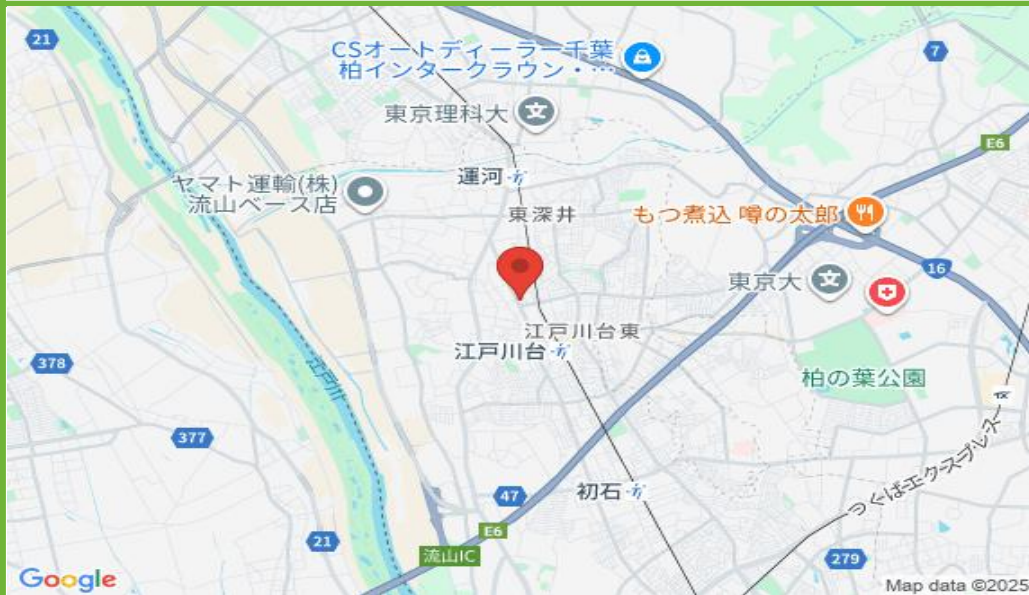 21
CSオートディーラー千葉
柏インタークラウン・…
7
東京理科大
文
E6
運河
ヤマト運輸(株)
流山ベース店
東深井
もつ煮込 噂の太郎
16
東京大
文
江戸川台東
江戸川台
378
江戸川
柏の葉公園
377
つくばエクスプレス
47
初石
E6
21
流山IC
279
Google
Map data ©2025